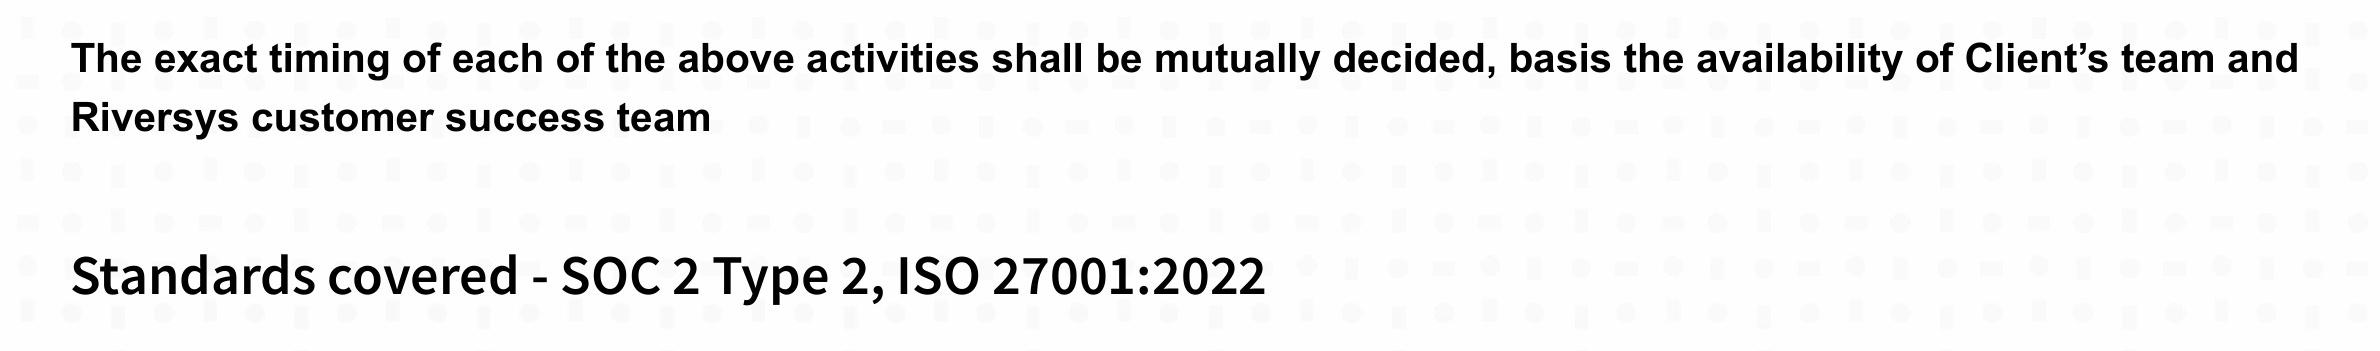 The exact timing of each of the above activities shall be mutually decided, basis the availability of Client’s team and
Riversys customer success team
Standards covered - SOC 2 Type 2, ISO 27001:2022